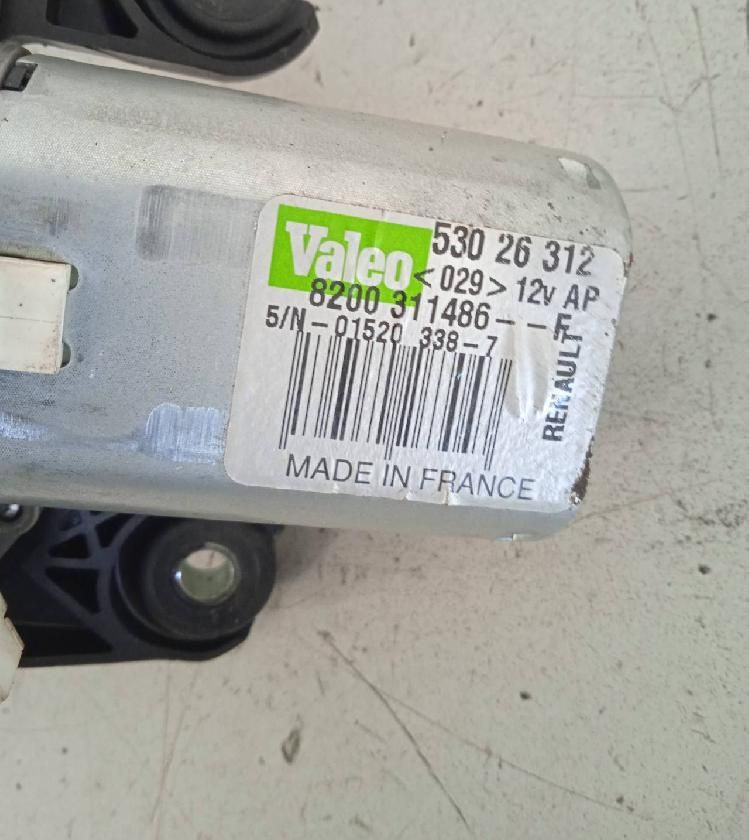 Valeo 530 26 312
<029> 12V AP
8200 311486--F
S/N-01520 338-7
RENAULT
MADE IN FRANCE